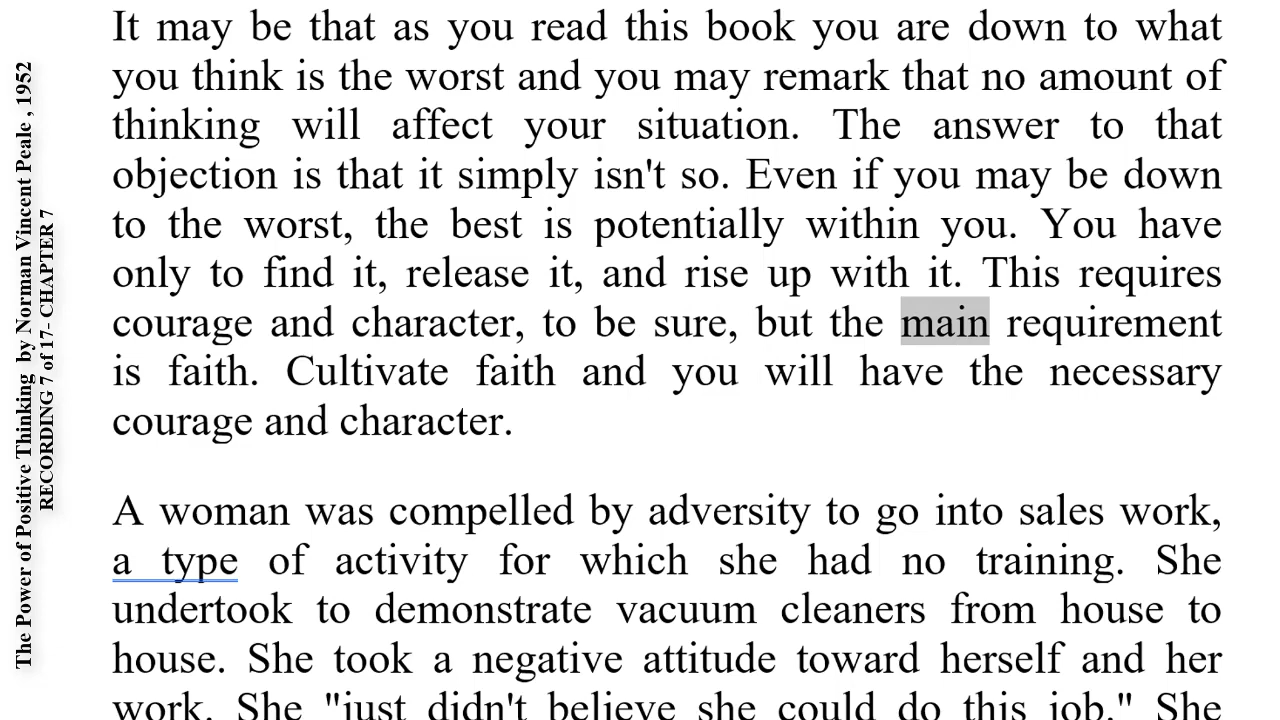 The Power of Positive Thinking by Norman Vincent Peale , 1952
RECORDING 7 of 17- CHAPTER 7
It may be that as you read this book you are down to what
you think is the worst and you may remark that no amount of
thinking will affect your situation. The answer to that
objection is that it simply isn't so. Even if you may be down
to the worst, the best is potentially within you. You have
only to find it, release it, and rise up with it. This requires
courage and character, to be sure, but the main requirement
is faith. Cultivate faith and you will have the necessary
courage and character.
A woman was compelled by adversity to go into sales work,
a type of activity for which she had no training. She
undertook to demonstrate vacuum cleaners from house to
house. She took a negative attitude toward herself and her
work. She "just didn't believe she could do this job." She